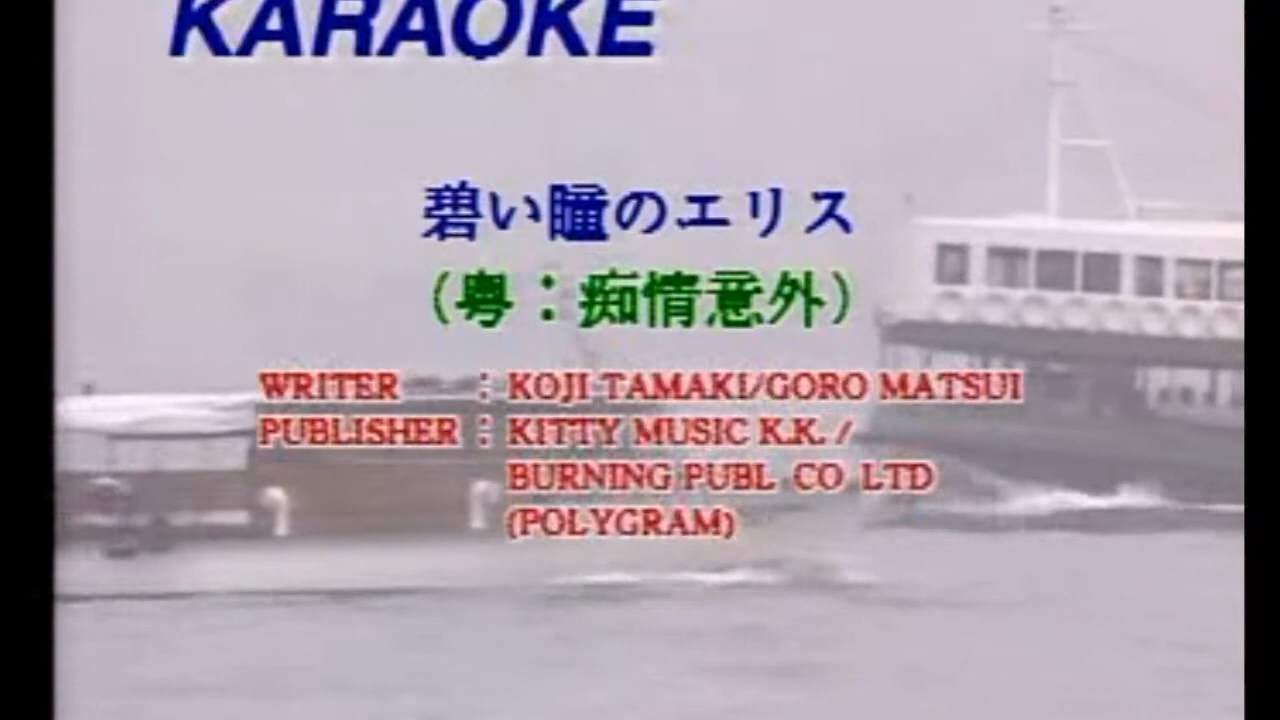 KARAOKE
碧い瞳のエリス
(粤：痴情意外)
WRITER : KOJI TAMAKI/GORO MATSUI
PUBLISHER : KITTY MUSIC K.K. /
BURNING PUBL CO LTD
(POLYGRAM)